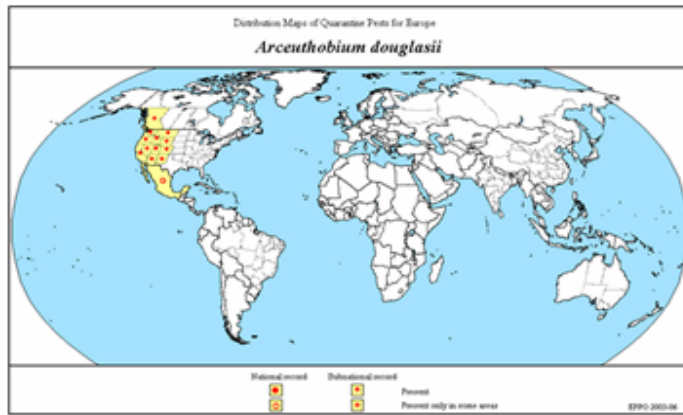 Distribution Maps of Quarantine Pests for Europe
Arceuthobium douglasii
National record Subnational record
Present
Present only in some areas
EPPO 2003-06